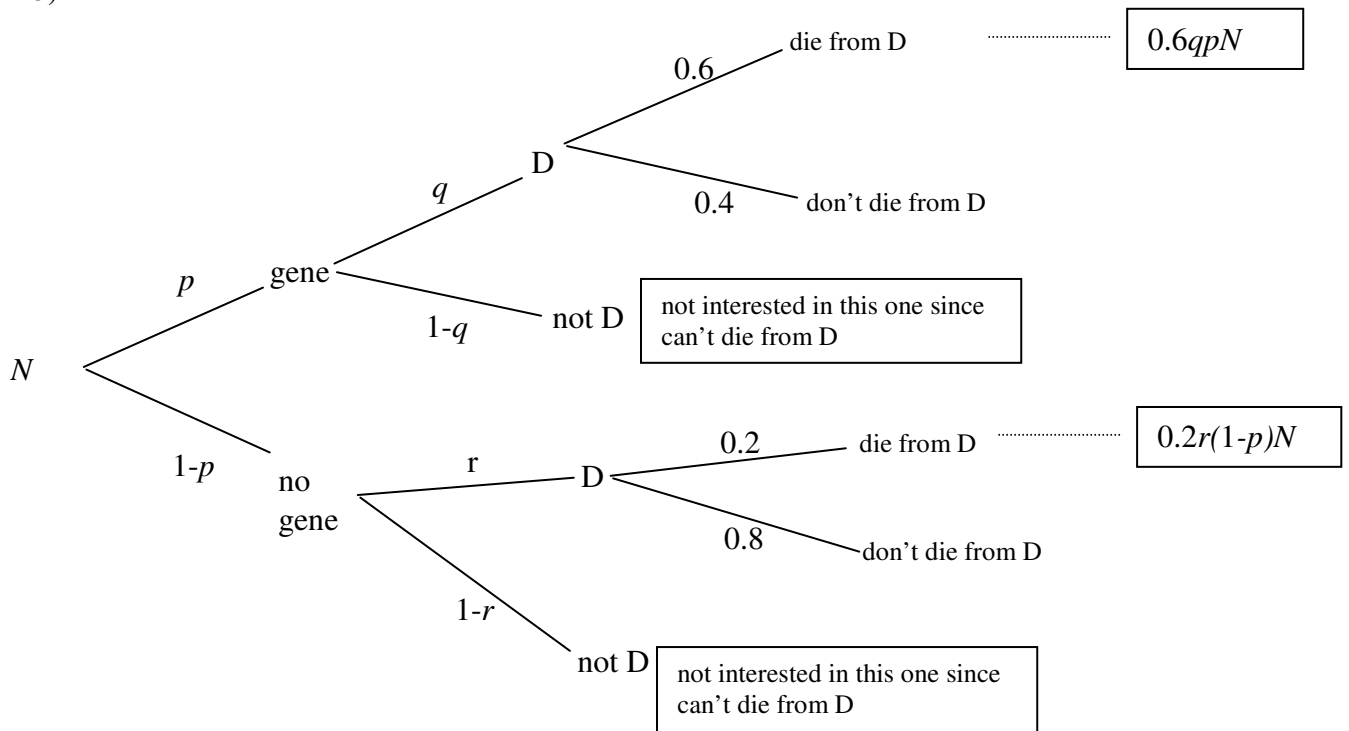 die from D
0.6qpN
0.6
D
q
0.4
don't die from D
gene
p
not D
not interested in this one since
can't die from D
1-q
N
die from D
0.2r(1-p)N
0.2
r
D
1-p
no
gene
0.8
don't die from D
1-r
not D
not interested in this one since
can't die from D